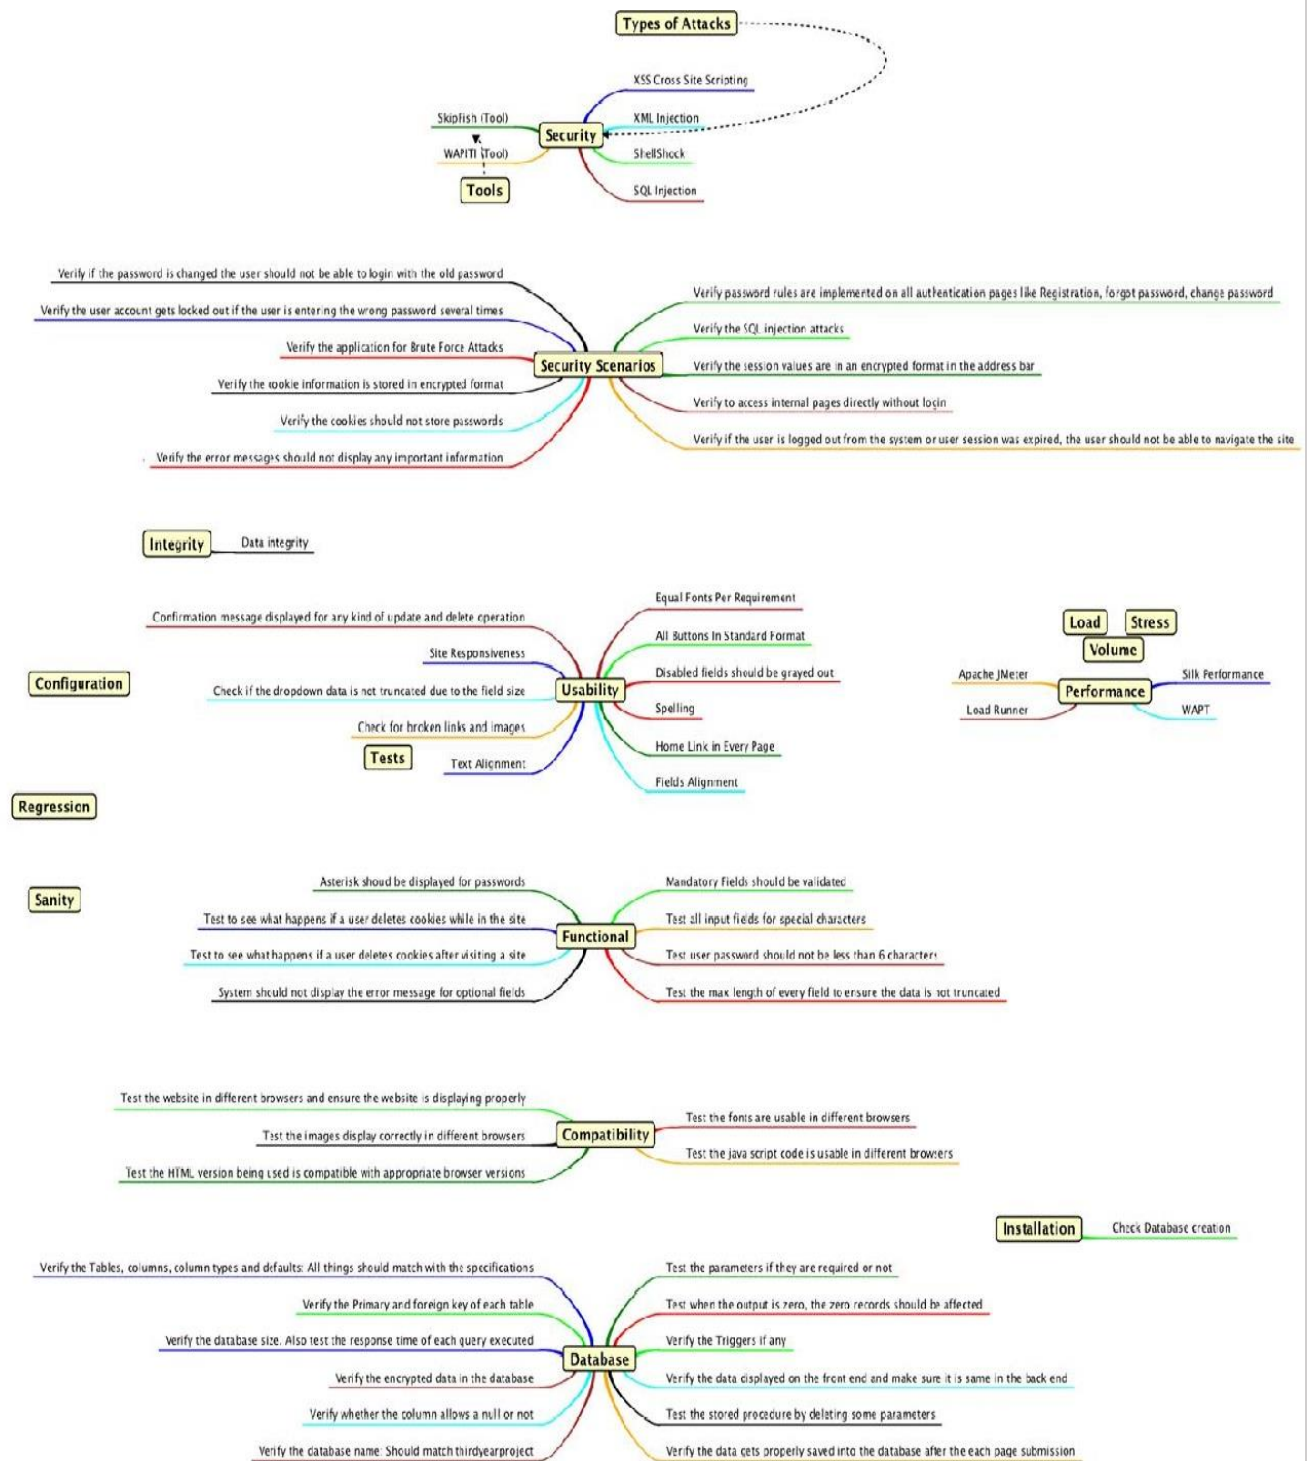 Types of Attacks
XSS Cross Site Scripting
Skipfish (Tool)
XML Injection
Security
WAPITI (Tool)
ShellShock
Tools
SQL Injection
Verify if the password is changed the user should not be able to login with the old password
Verify the user account gets locked out if the user is entering the wrong password several times
Verify the application for Brute Force Attacks
Verify the cookie information is stored in encrypted format
Verify the cookies should not store passwords
Verify the error messages should not display any important information
Security Scenarios
Verify password rules are implemented on all authentication pages like Registration, forgot password, change password
Verify the SQL injection attacks
Verify the session values are in an encrypted format in the address bar
Verify to access internal pages directly without login
Verify if the user is logged out from the system or user session was expired, the user should not be able to navigate the site
Integrity
Data integrity
Confirmation message displayed for any kind of update and delete operation
Site Responsiveness
Check if the dropdown data is not truncated due to the field size
Check for broken links and images
Text Alignment
Usability
Equal Fonts Per Requirement
All Buttons In Standard Format
Disabled fields should be grayed out
Spelling
Home Link in Every Page
Fields Alignment
Load
Stress
Volume
Apache JMeter
Load Runner
Performance
Silk Performance
WAPT
Configuration
Tests
Regression
Sanity
Asterisk shoud be displayed for passwords
Test to see what happens if a user deletes cookies while in the site
Test to see what happens if a user deletes cookies after visiting a site
System should not display the error message for optional fields
Functional
Mandatory Fields should be validated
Test all input fields for special characters
Test user password should not be less than 6 characters
Test the max length of every field to ensure the data is not truncated
Test the website in different browsers and ensure the website is displaying properly
Test the images display correctly in different browsers
Test the HTML version being used is compatible with appropriate browser versions
Compatibility
Test the fonts are usable in different browsers
Test the java script code is usable in different browsers
Installation
Check Database creation
Verify the Tables, columns, column types and defaults: All things should match with the specifications
Verify the Primary and foreign key of each table
Verify the database size. Also test the response time of each query executed
Verify the encrypted data in the database
Verify whether the column allows a null or not
Verify the database name: Should match thirdyearproject
Database
Test the parameters if they are required or not
Test when the output is zero, the zero records should be affected
Verify the Triggers if any
Verify the data displayed on the front end and make sure it is same in the back end
Test the stored procedure by deleting some parameters
Verify the data gets properly saved into the database after the each page submission